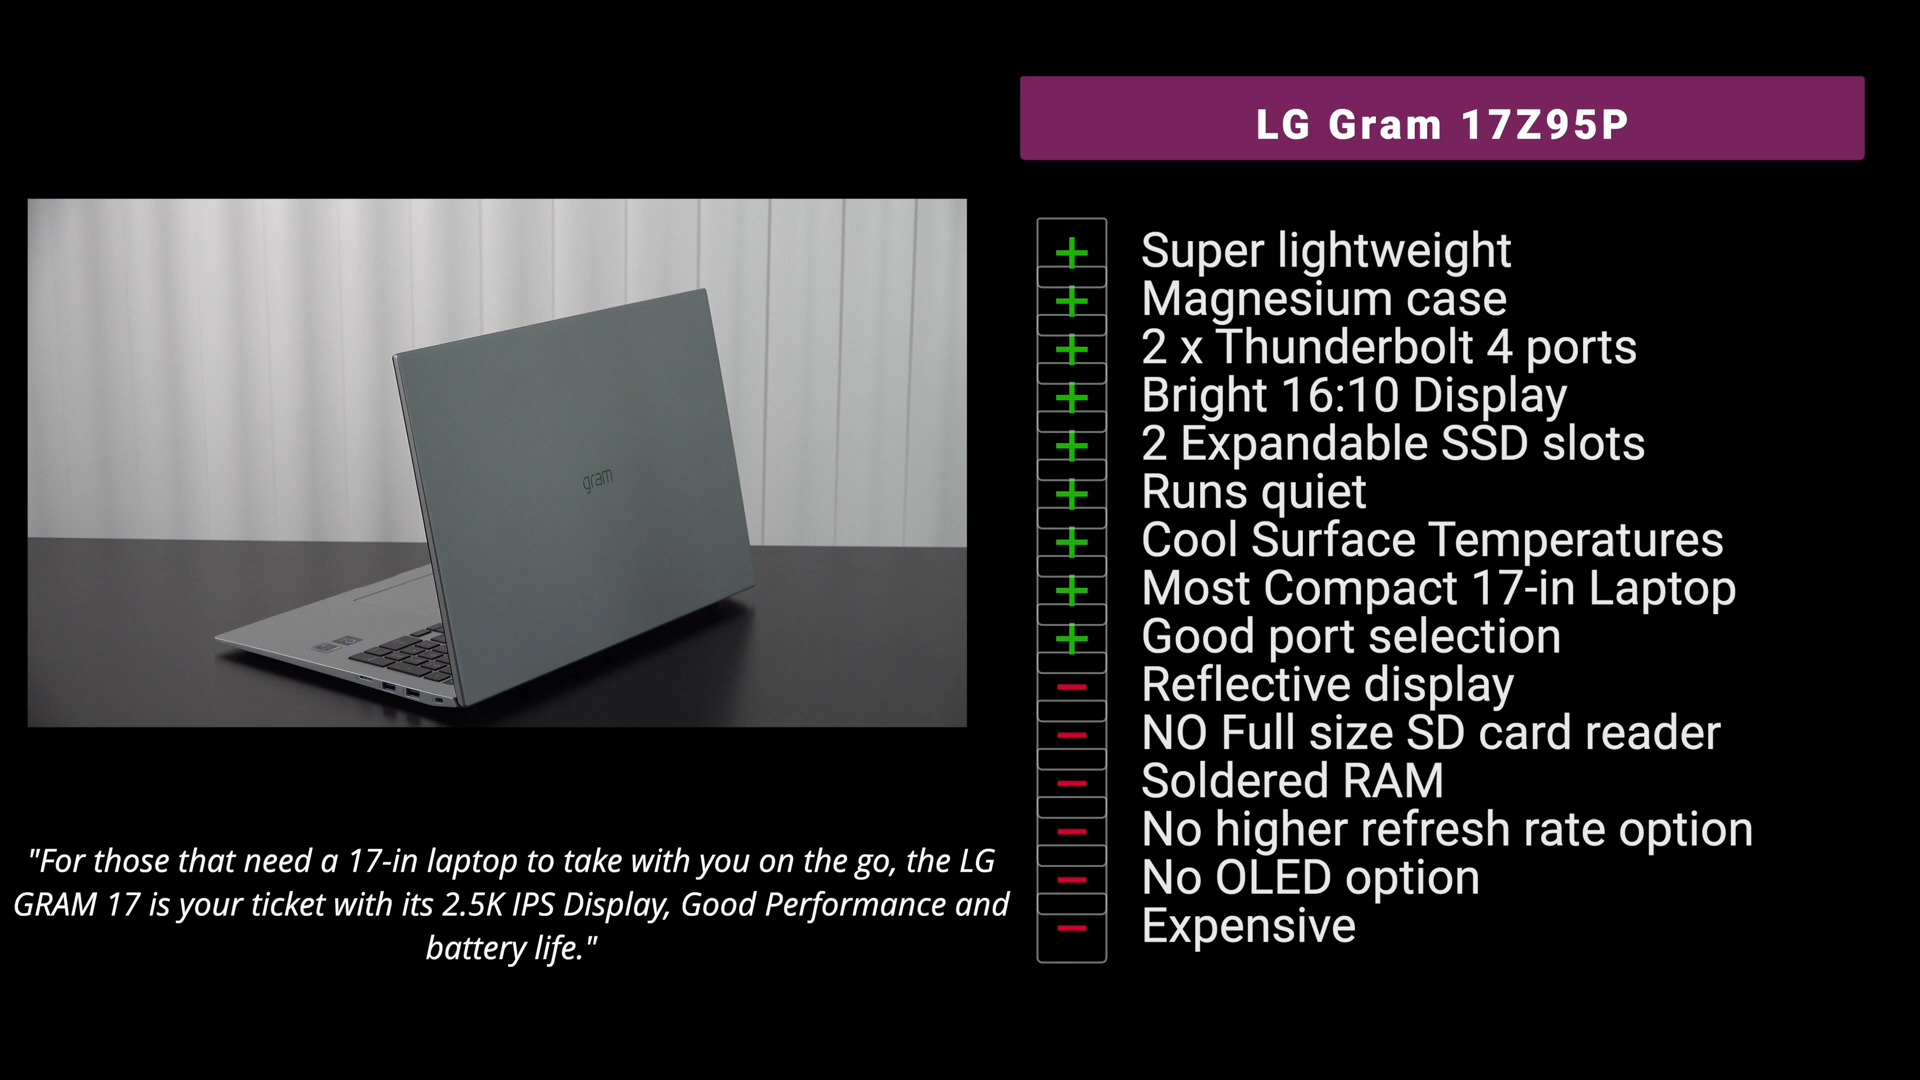 LG Gram 17Z95P
gram
"For those that need a 17-in laptop to take with you on the go, the LG
GRAM 17 is your ticket with its 2.5K IPS Display, Good Performance and
battery life."
+ Super lightweight
+ Magnesium case
+ 2 x Thunderbolt 4 ports
+ Bright 16:10 Display
+ 2 Expandable SSD slots
+ Runs quiet
+ Cool Surface Temperatures
+ Most Compact 17-in Laptop
+ Good port selection
− Reflective display
− NO Full size SD card reader
− Soldered RAM
− No higher refresh rate option
− No OLED option
− Expensive